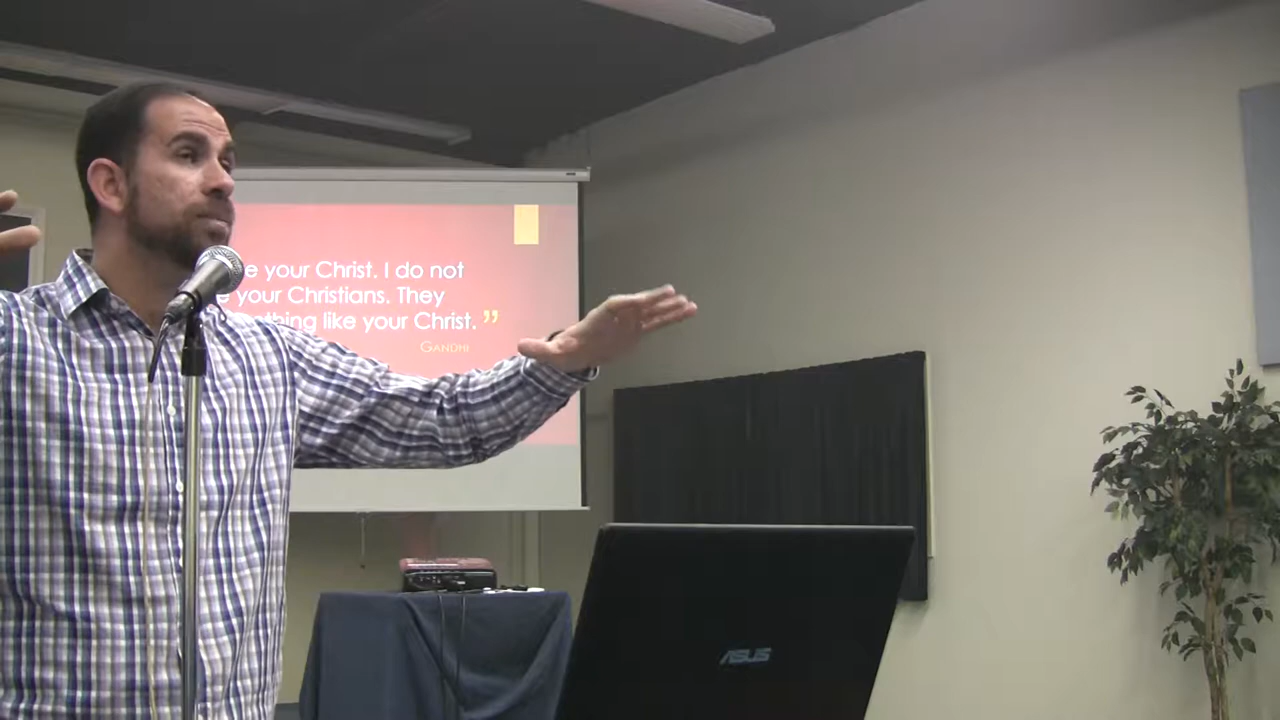 your Christ. I do not
your Christians. They
like your Christ.”
Gandhi
ASUS